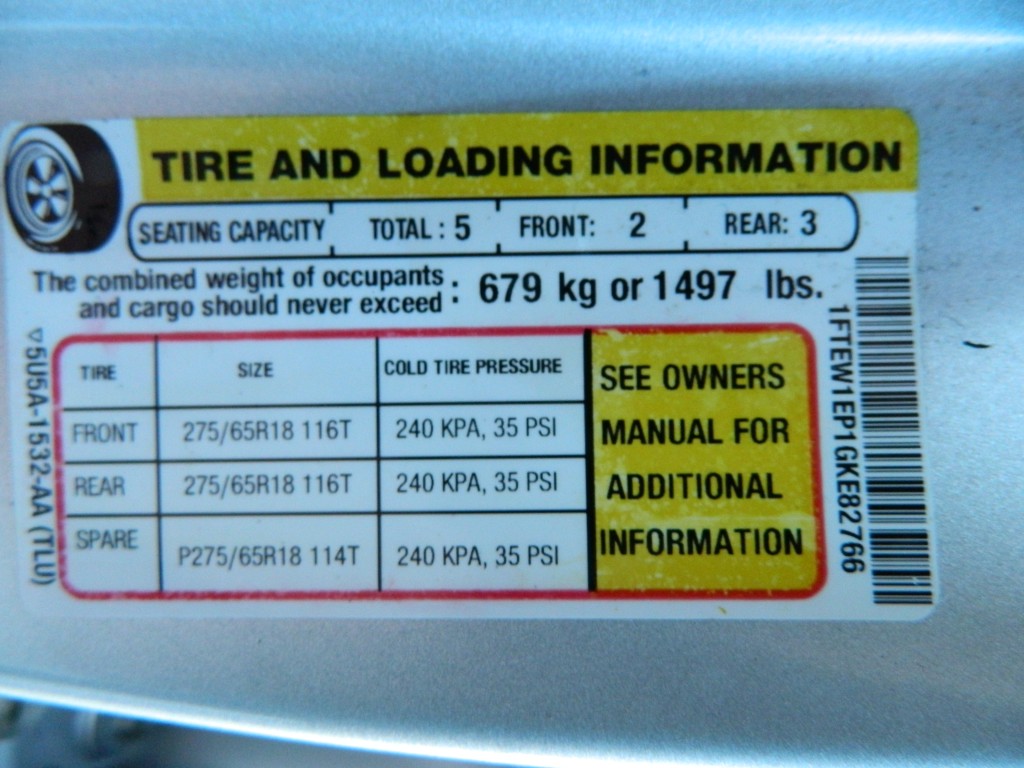 TIRE AND LOADING INFORMATION
SEATING CAPACITY TOTAL : 5 FRONT: 2 REAR: 3
The combined weight of occupants
and cargo should never exceed : 679 kg or 1497 lbs.
TIRE SIZE COLD TIRE PRESSURE
FRONT 275/65R18 116T 240 KPA, 35 PSI
REAR 275/65R18 116T 240 KPA, 35 PSI
SPARE P275/65R18 114T 240 KPA, 35 PSI
SEE OWNERS
MANUAL FOR
ADDITIONAL
INFORMATION
5U5A-1532-AA (TLU)
1FTEW1EP1GKE82766